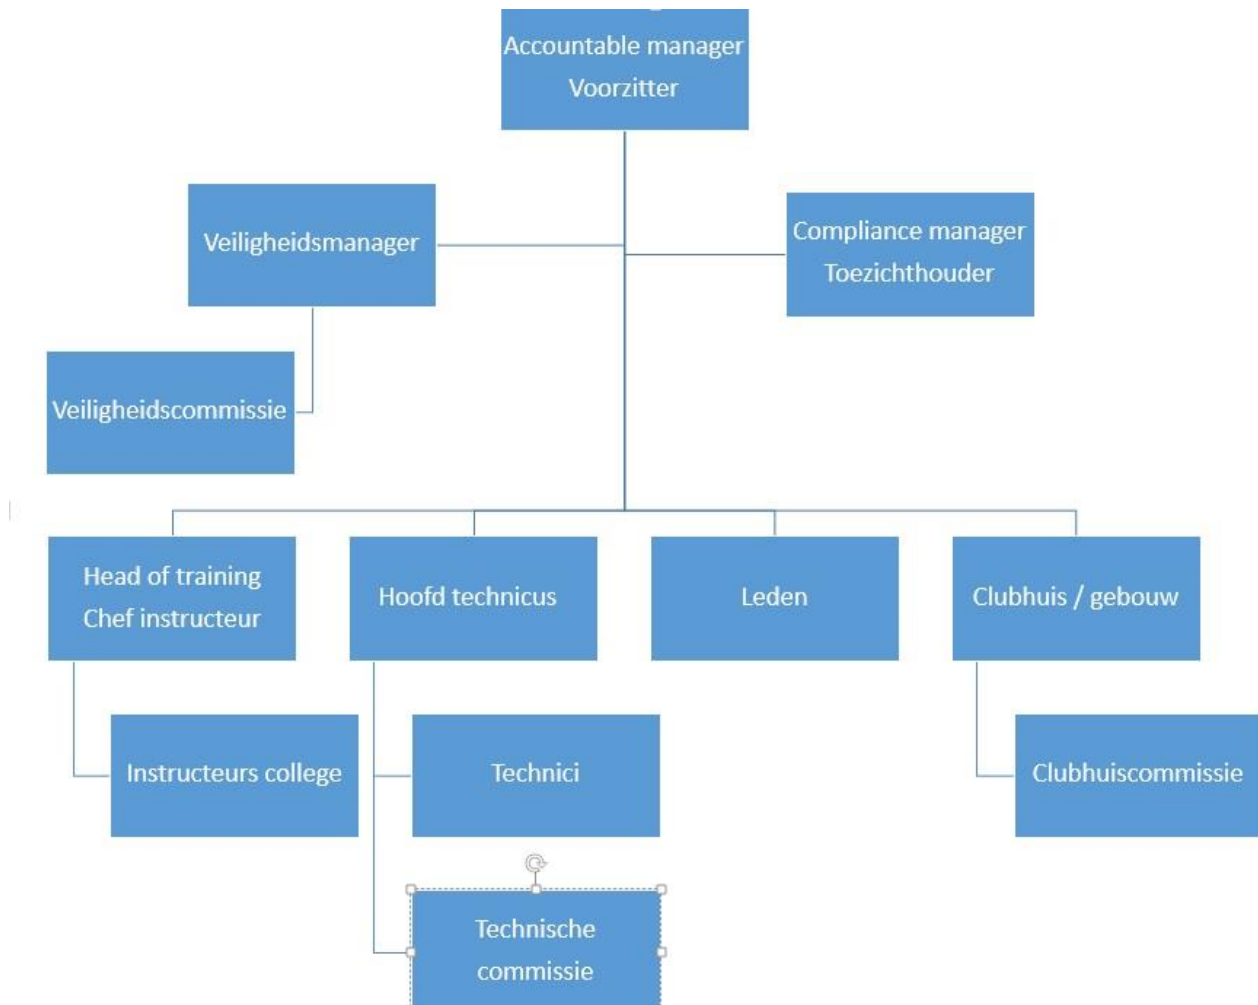 Accountable manager
Voorzitter
Veiligheidsmanager
Compliance manager
Toezichthouder
Veiligheidscommissie
Head of training
Chef instructeur
Hoofd technicus
Leden
Clubhuis / gebouw
Instructeurs college
Technici
Clubhuiscommissie
Technische
commissie